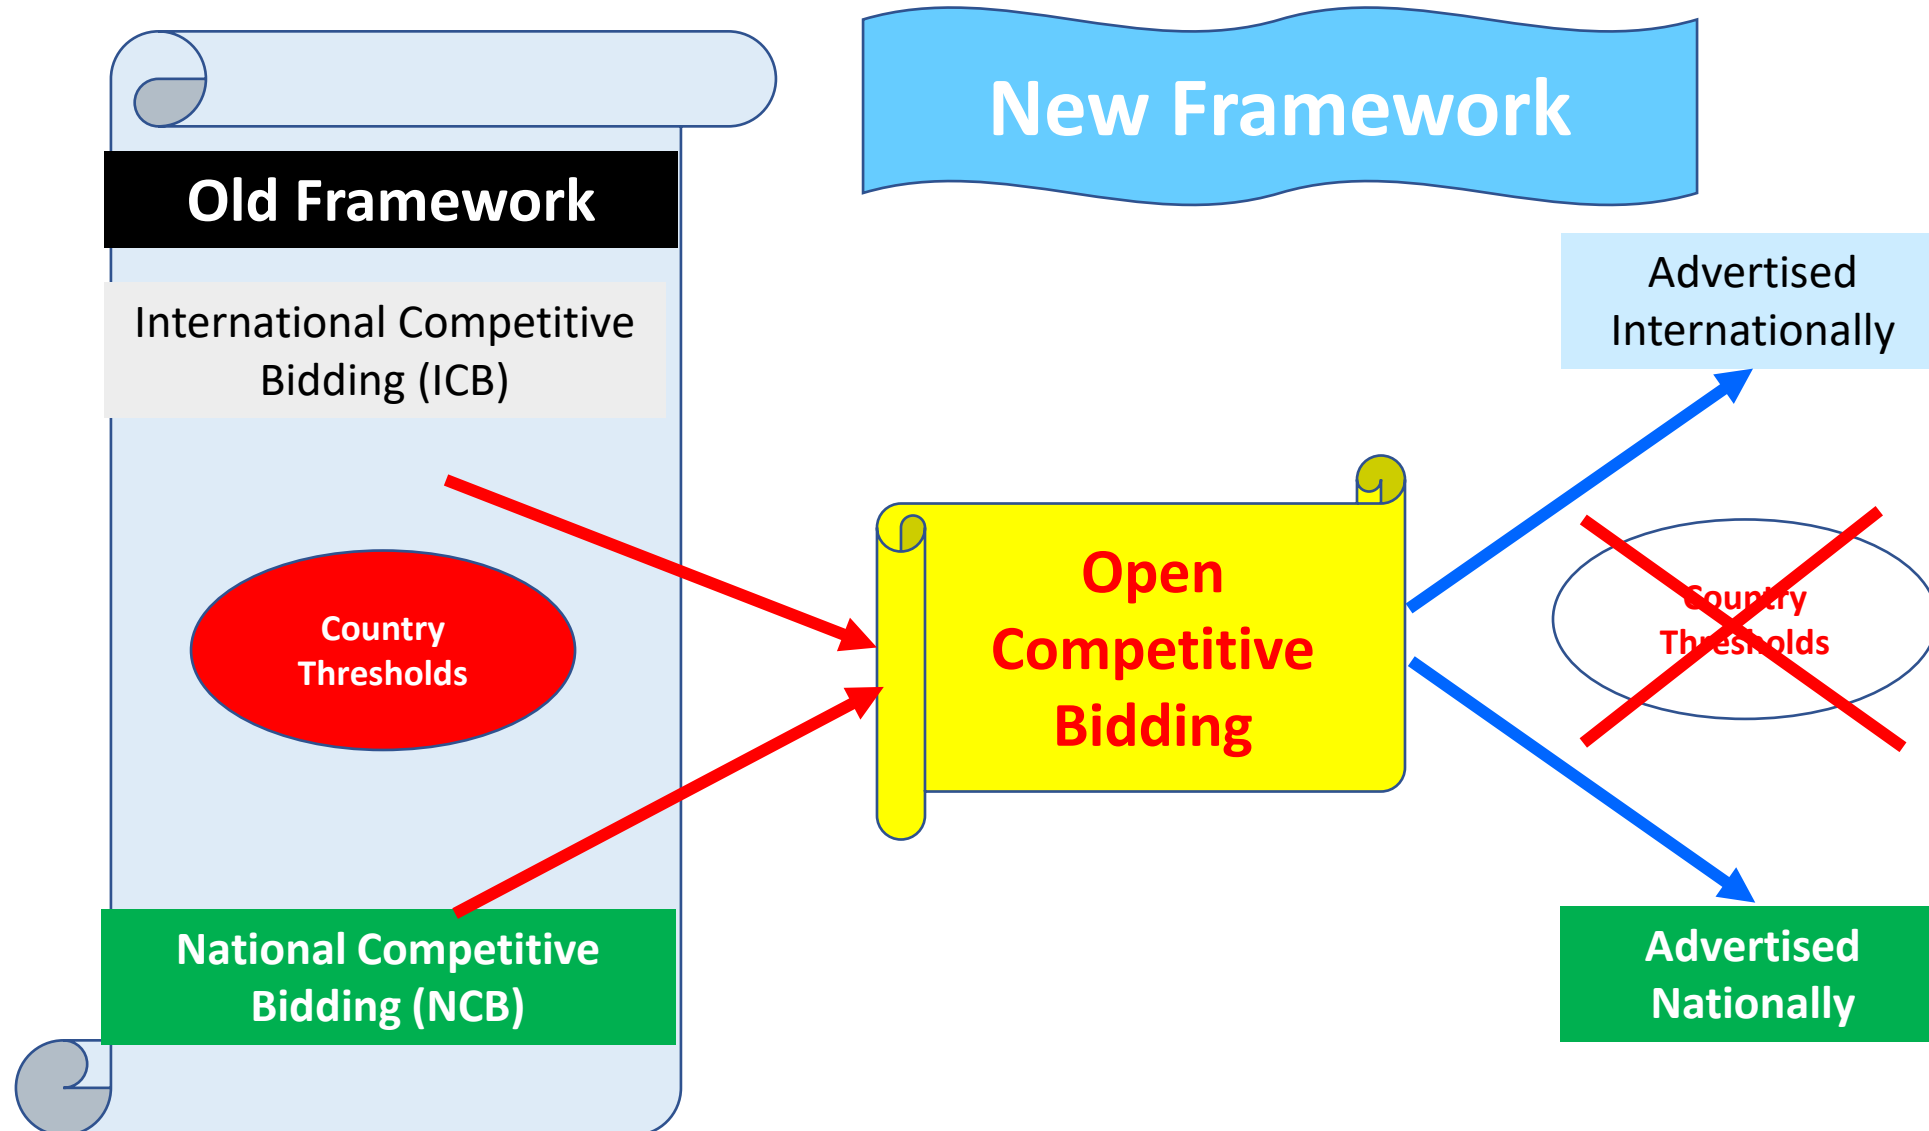 New Framework
Old Framework
International Competitive
Bidding (ICB)
Country
Thresholds
National Competitive
Bidding (NCB)
Open
Competitive
Bidding
Advertised
Internationally
Country
Thresholds
Advertised
Nationally